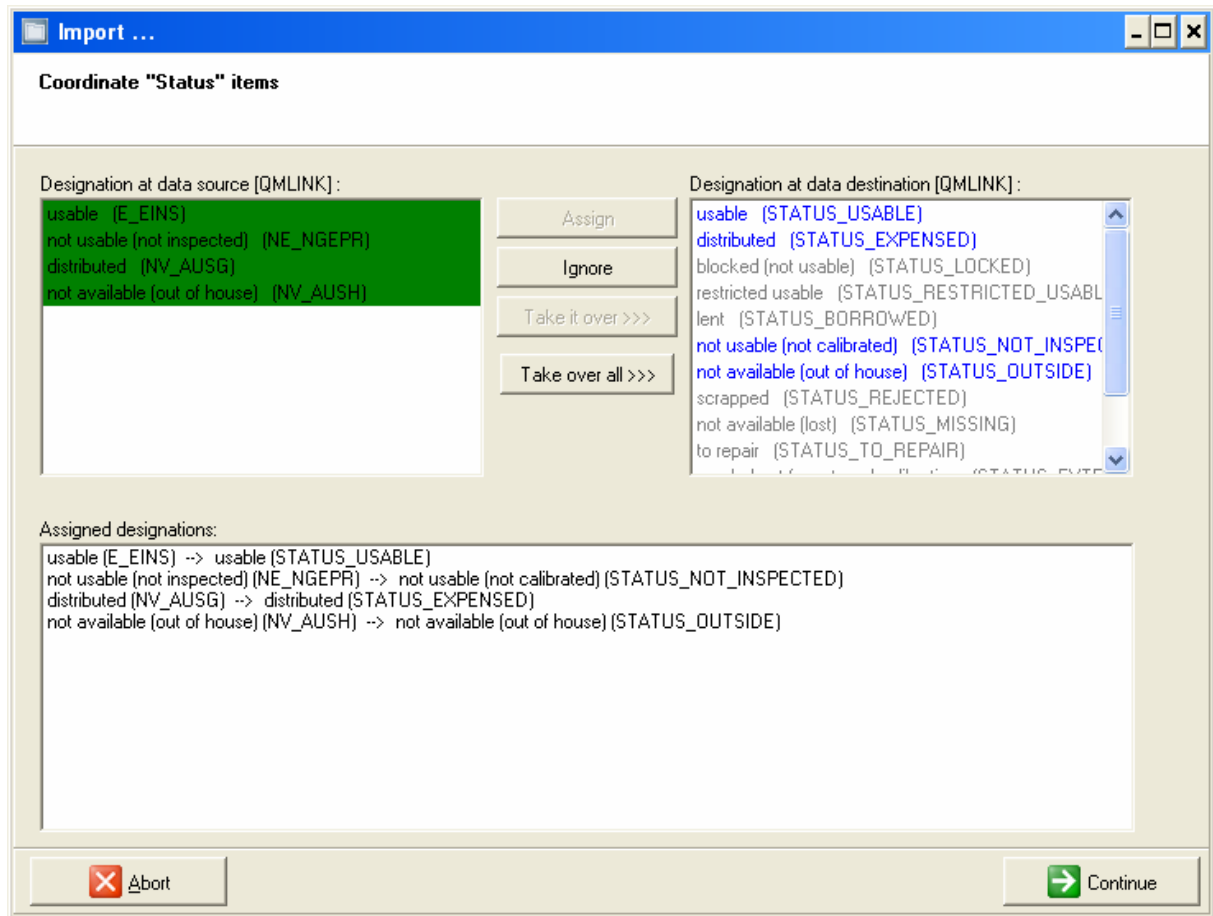 Import ...
Coordinate "Status" items
Designation at data source [QMLINK] :
usable (E_EINS)
not usable (not inspected) (NE_NGEPR)
distributed (NV_AUSG)
not available (out of house) (NV_AUSH)
Assign
Ignore
Take it over >>>
Take over all >>>
Designation at data destination [QMLINK] :
usable (STATUS_USABLE)
distributed (STATUS_EXPENSED)
blocked (not usable) (STATUS_LOCKED)
restricted usable (STATUS_RESTRICTED_USABL
lent (STATUS_BORROWED)
not usable (not calibrated) (STATUS_NOT_INSPEC
not available (out of house) (STATUS_OUTSIDE)
scrapped (STATUS_REJECTED)
not available (lost) (STATUS_MISSING)
to repair (STATUS_TO_REPAIR)
Assigned designations:
usable (E_EINS) --> usable (STATUS_USABLE)
not usable (not inspected) (NE_NGEPR) --> not usable (not calibrated) (STATUS_NOT_INSPECTED)
distributed (NV_AUSG) --> distributed (STATUS_EXPENSED)
not available (out of house) (NV_AUSH) --> not available (out of house) (STATUS_OUTSIDE)
Abort
Continue